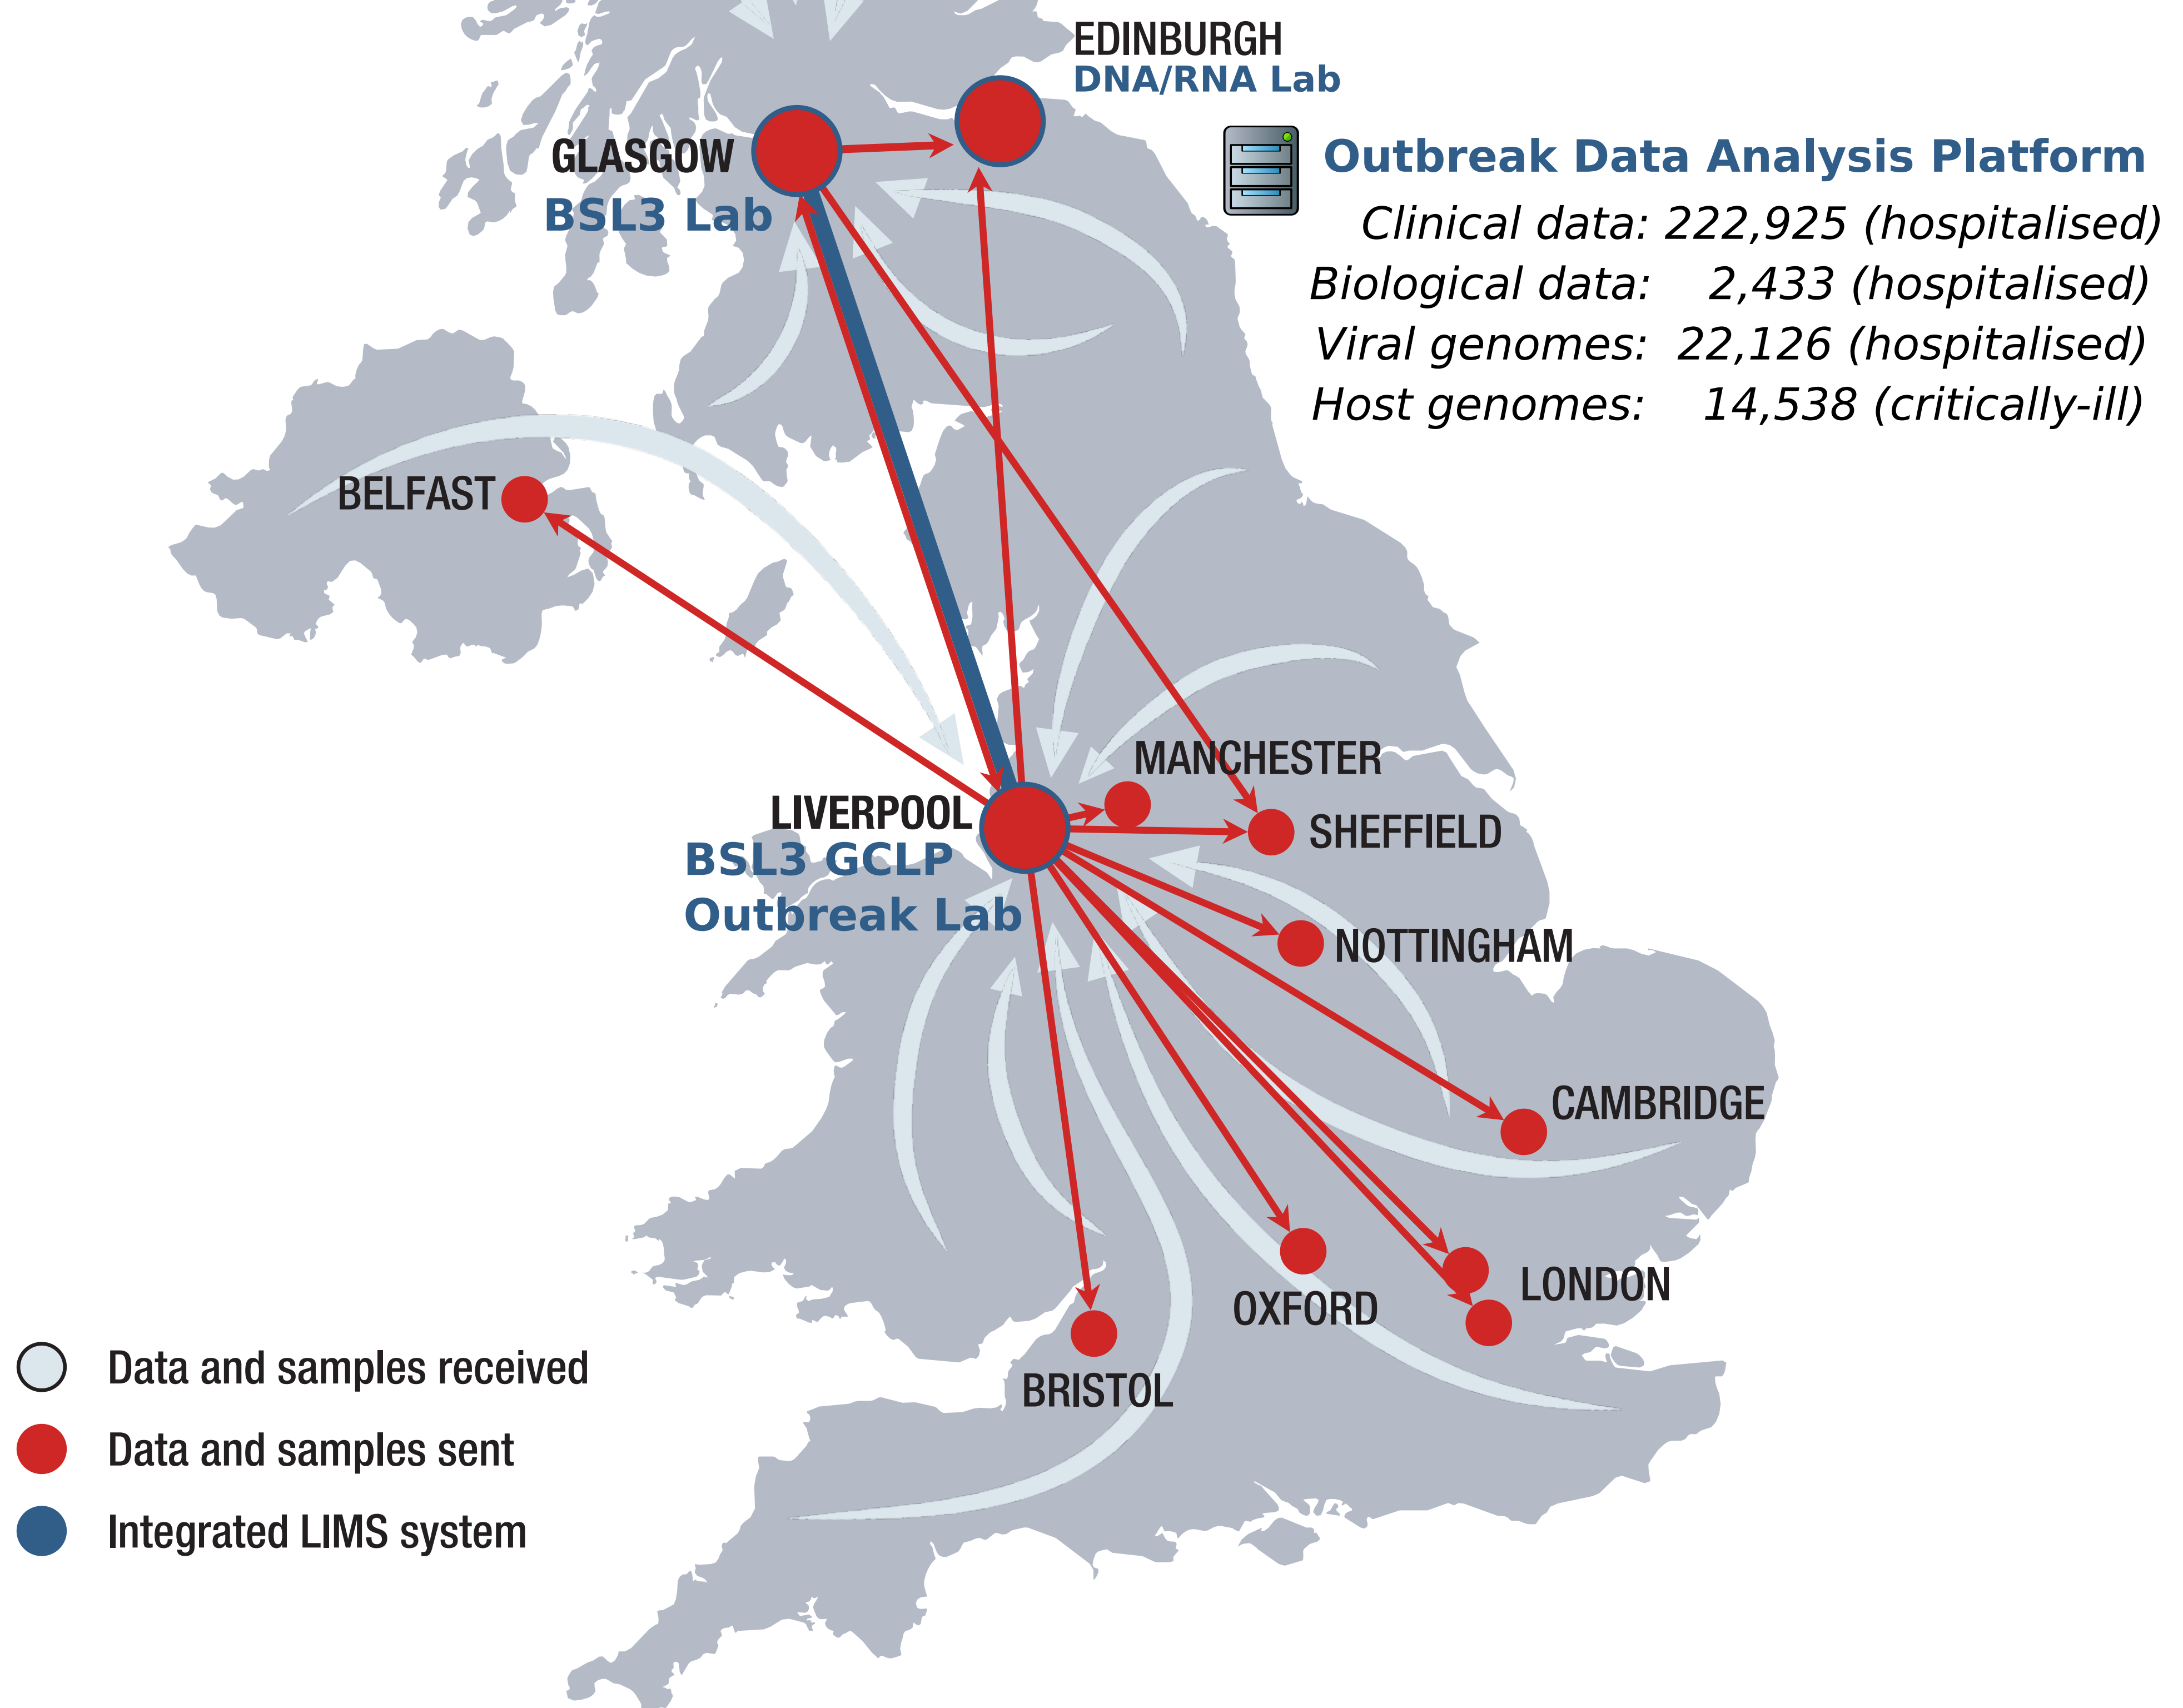 EDINBURGH
DNA/RNA Lab
GLASGOW
BSL3 Lab
Outbreak Data Analysis Platform
Clinical data: 222,925 (hospitalised)
Biological data: 2,433 (hospitalised)
Viral genomes: 22,126 (hospitalised)
Host genomes: 14,538 (critically-ill)
BELFAST
MANCHESTER
LIVERPOOL
BSL3 GCLP
Outbreak Lab
SHEFFIELD
NOTTINGHAM
CAMBRIDGE
LONDON
OXFORD
BRISTOL
Data and samples received
Data and samples sent
Integrated LIMS system